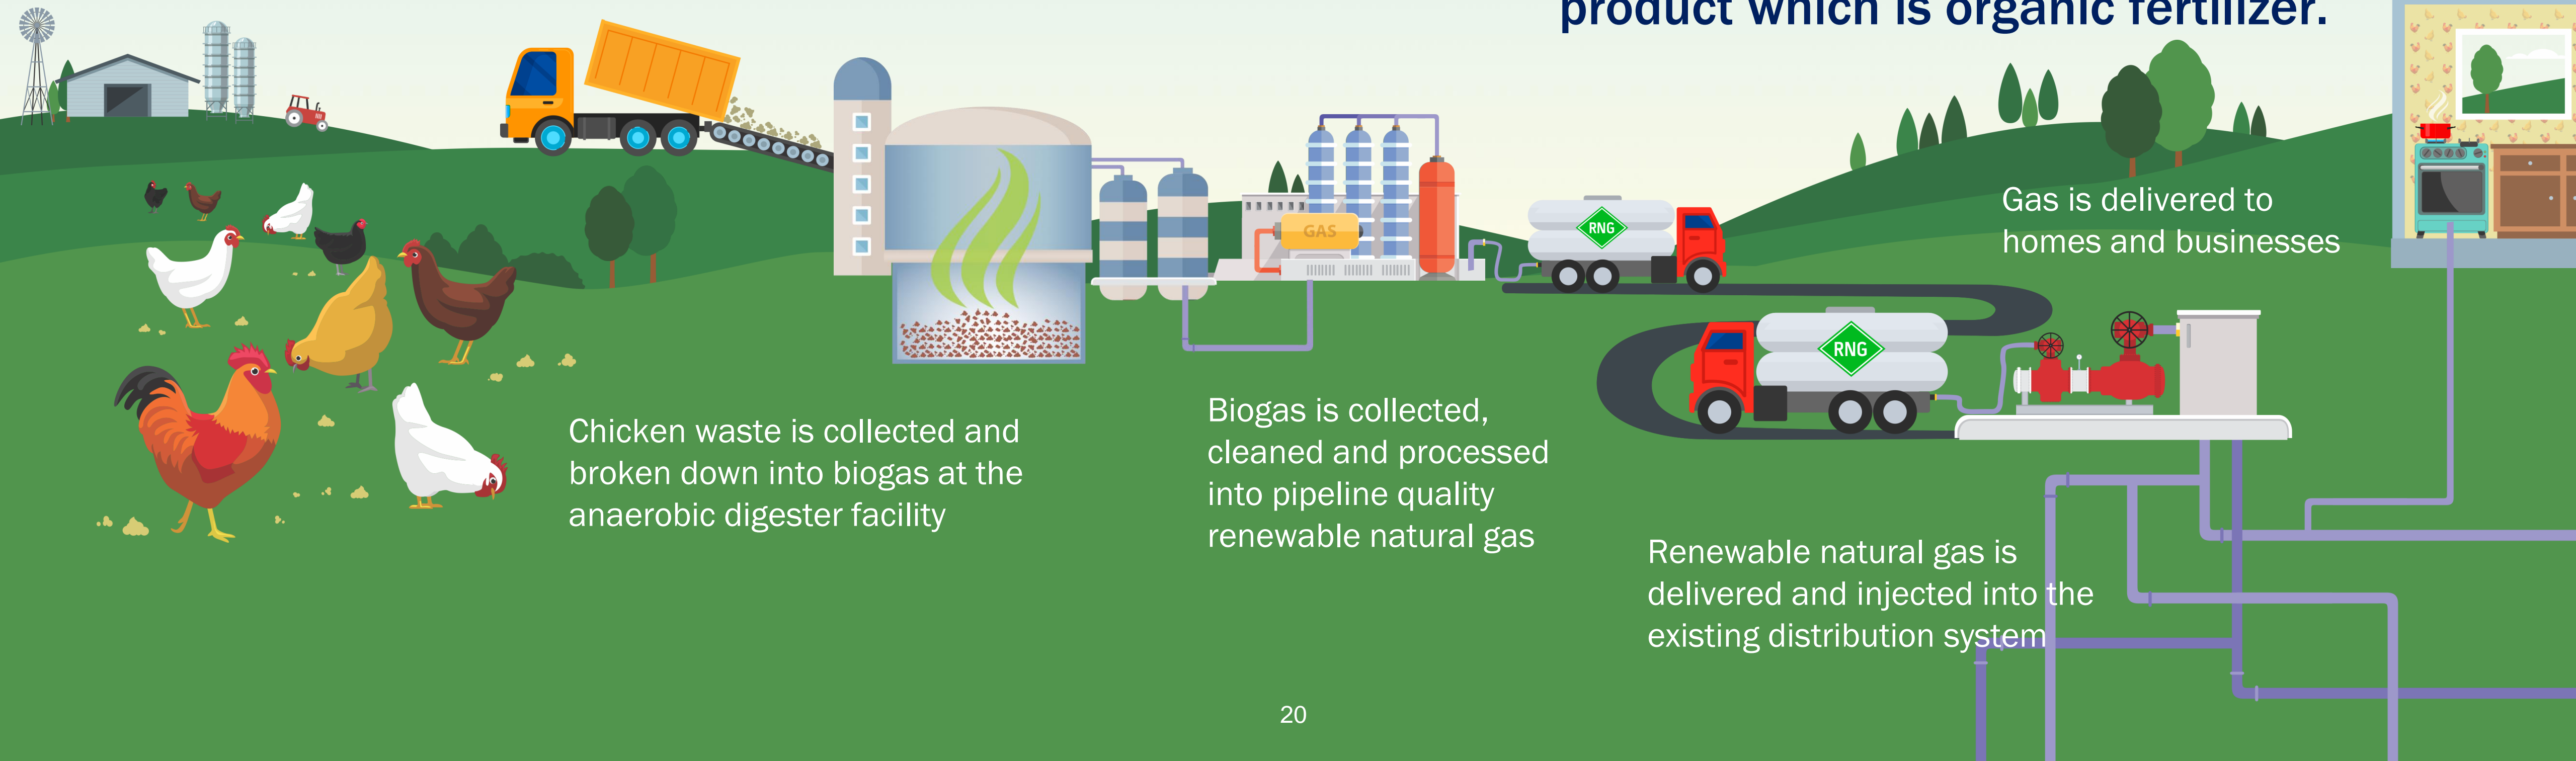 product which is organic fertilizer.
GAS
RNG
Gas is delivered to
homes and businesses
RNG
Chicken waste is collected and
broken down into biogas at the
anaerobic digester facility
Biogas is collected,
cleaned and processed
into pipeline quality
renewable natural gas
Renewable natural gas is
delivered and injected into the
existing distribution system
20